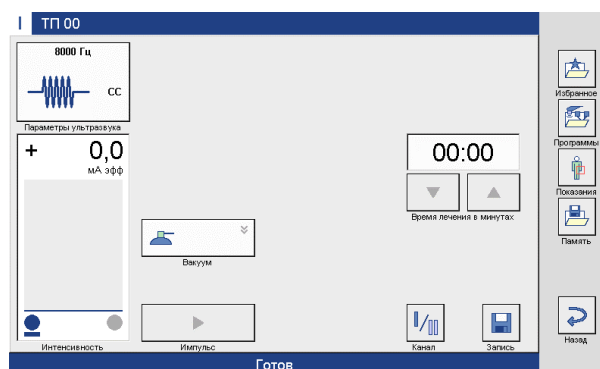 I ТП 00
8000 Гц
CC
Параметры ультразвука
+ 0,0
мА эфф
Интенсивность
Вакуум
Импульс
00:00
Время лечения в минутах
Канал
Запись
Избранное
Программы
Показания
Память
Назад
Готов